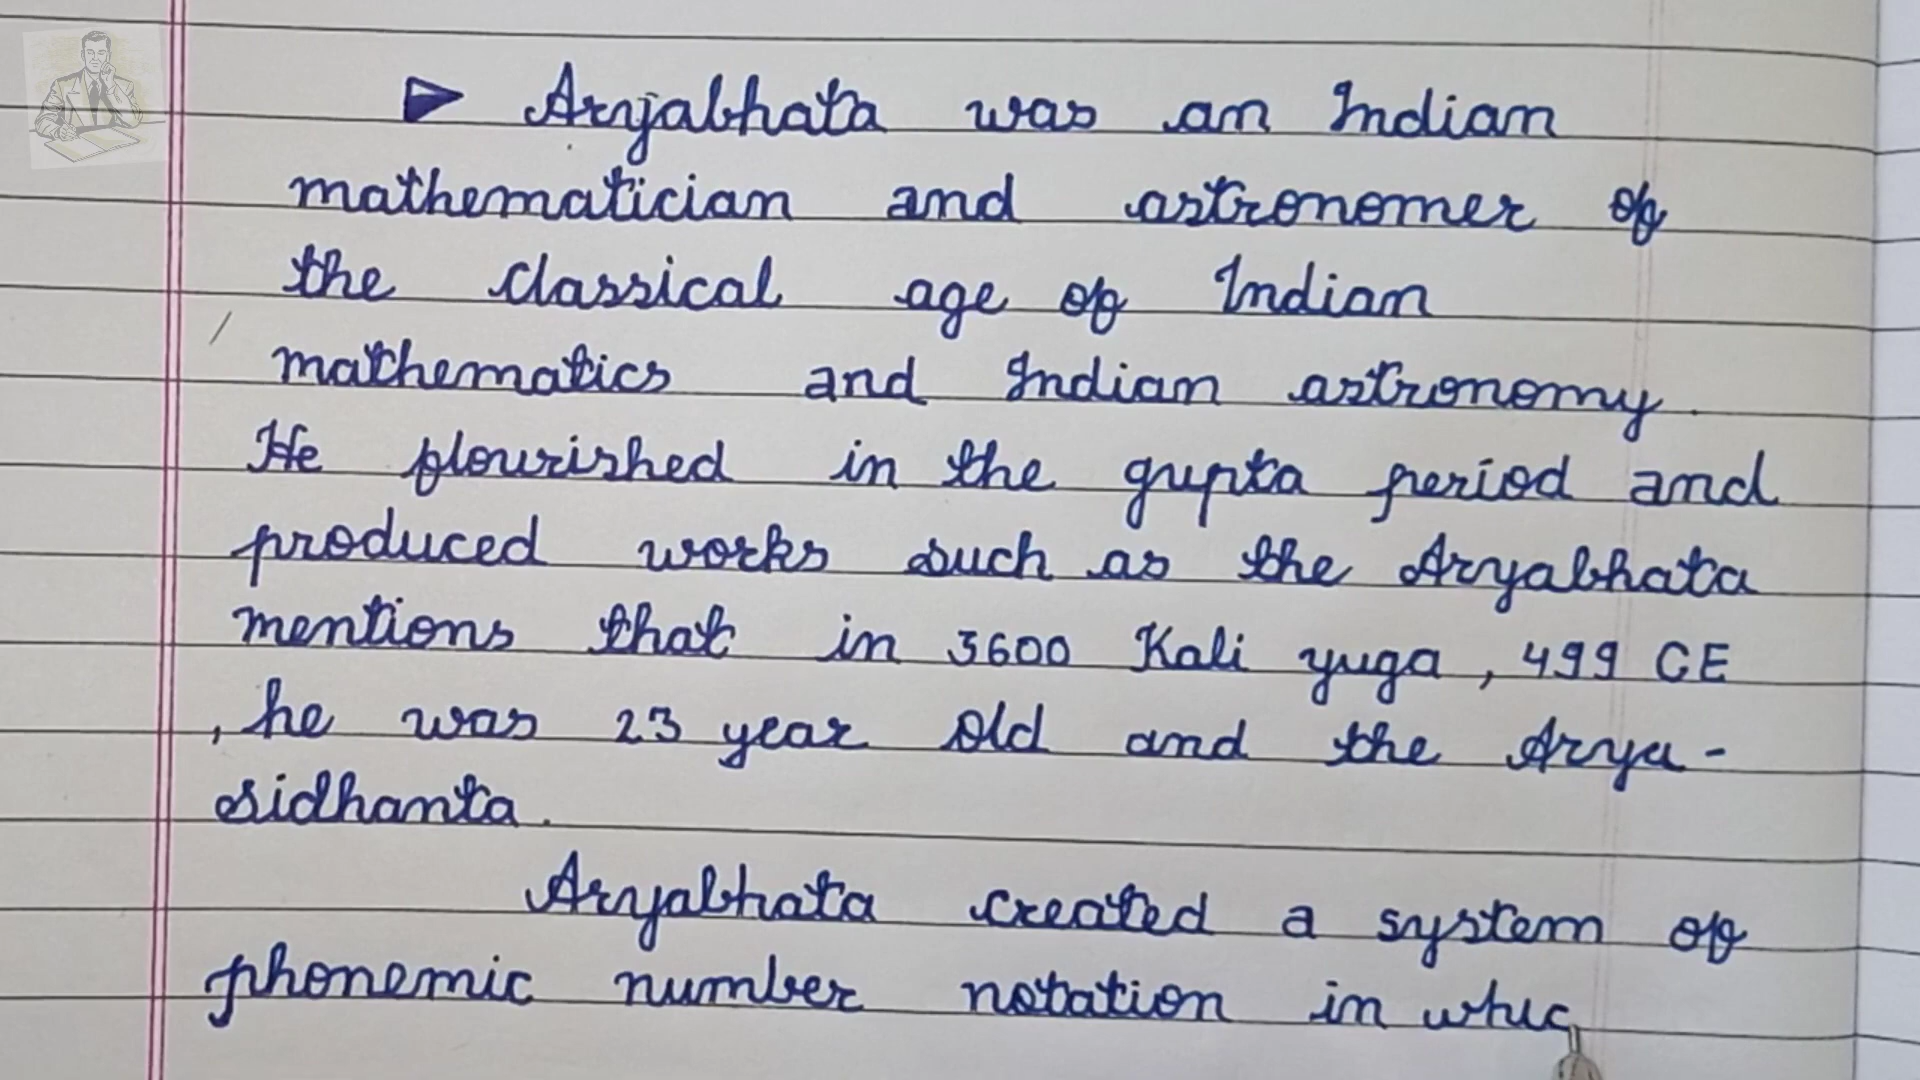 Aryabhata was an Indian
mathematician and astronomer of
the classical age of Indian
mathematics and Indian astronomy.
He flourished in the gupta period and
produced works such as the Aryabhata
mentions that in 3600 Kali yuga, 499 CE
, he was 23 year old and the Arya-
sidhanta.
Aryabhata created a system of
phonemic number notation in whic